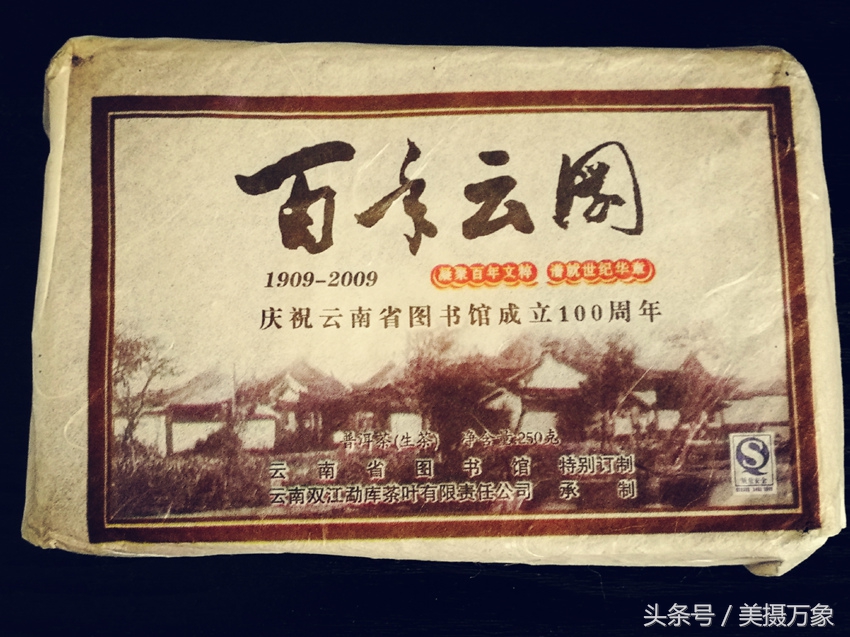 百年云图
1909-2009
凝聚百年文粹 谱就世纪华章
庆祝云南省图书馆成立100周年
普洱茶(生茶) 净含量250克
云南省图书馆 特别订制
云南双江勐库茶叶有限责任公司 承制
头条号 / 美摄万象